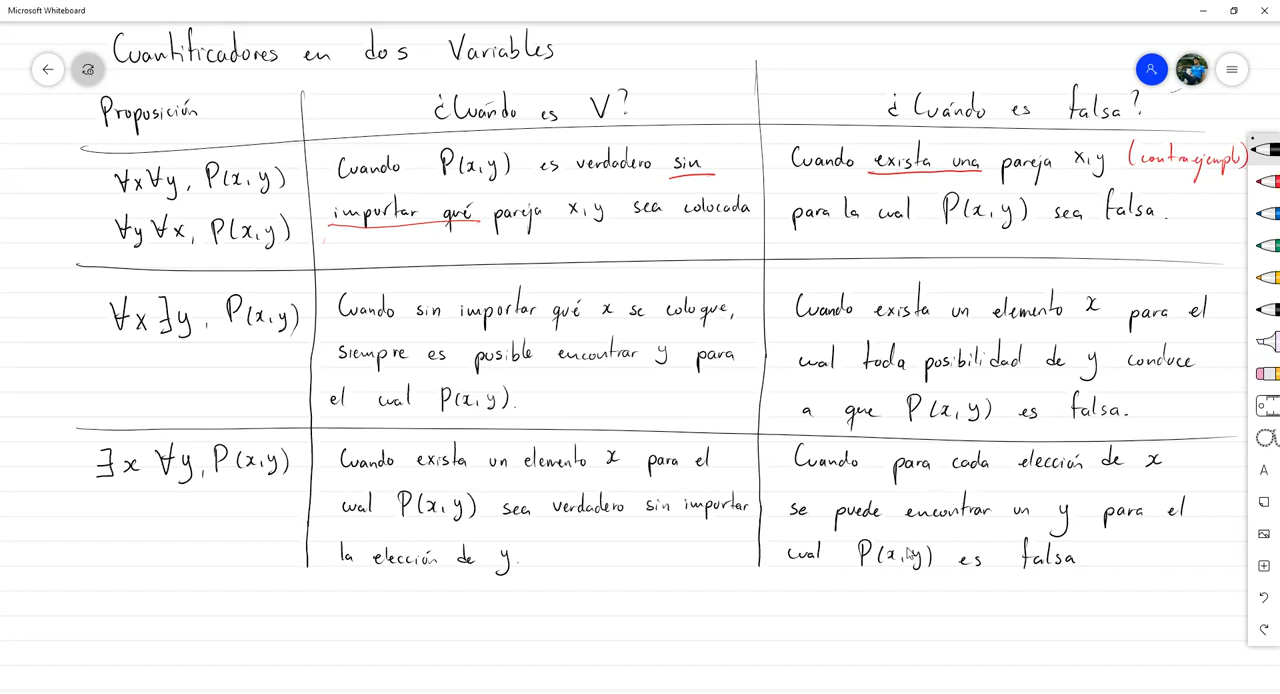 Microsoft Whiteboard
Cuantificadores en dos Variables
Proposición
¿Cuándo es V?
¿Cuándo es falsa?
∀x∀y, P(x,y)
∀y∀x, P(x,y)
Cuando P(x,y) es verdadero sin
importar qué pareja x,y sea colocada
Cuando exista una pareja x,y (contraejemplo)
para la cual P(x,y) sea falsa.
∀x∃y, P(x,y)
Cuando sin importar qué x se coloque,
siempre es posible encontrar y para
el cual P(x,y).
Cuando exista un elemento x para el
cual toda posibilidad de y conduce
a que P(x,y) es falsa.
∃x ∀y, P(x,y)
Cuando exista un elemento x para el
cual P(x,y) sea verdadero sin importar
la elección de y.
Cuando para cada elección de x
se puede encontrar un y para el
cual P(x,y) es falsa
A